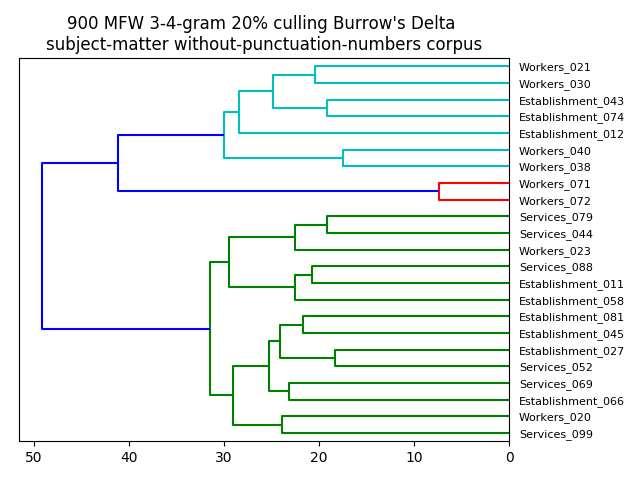 900 MFW 3-4-gram 20% culling Burrow's Delta
subject-matter without-punctuation-numbers corpus
Workers_021
Workers_030
Establishment_043
Establishment_074
Establishment_012
Workers_040
Workers_038
Workers_071
Workers_072
Services_079
Services_044
Workers_023
Services_088
Establishment_011
Establishment_058
Establishment_081
Establishment_045
Establishment_027
Services_052
Services_069
Establishment_066
Workers_020
Services_099
50 40 30 20 10 0